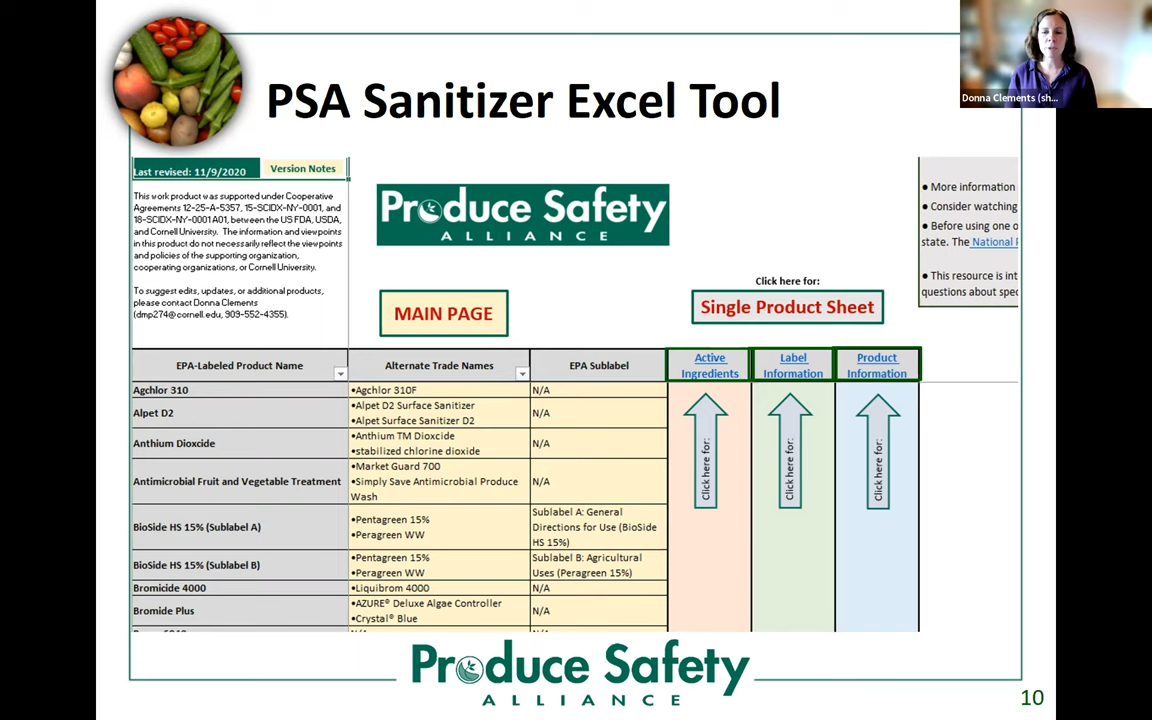 PSA Sanitizer Excel Tool
Donna Clements (sh...
Last revised: 11/9/2020
Version Notes
This work product was supported under Cooperative
Agreements 12-25-A-5357, 15-SCIDX-NY-0001, and
18-SCIDX-NY-0001 A01, between the US FDA, USDA,
and Cornell University. The information and viewpoints
in this product do not necessarily reflect the viewpoints
and policies of the supporting organization,
cooperating organizations, or Cornell University.
To suggest edits, updates, or additional products,
please contact Donna Clements
(dmp274@cornell.edu, 909-552-4355).
Produce Safety
ALLIANCE
MAIN PAGE
Click here for:
Single Product Sheet
• More information
• Consider watching
• Before using one o
state. The National
• This resource is int
questions about spec
EPA-Labeled Product Name Alternate Trade Names EPA Sublabel Active Ingredients Label Information Product Information
Agchlor 310 •Agchlor 310F N/A
Alpet D2 •Alpet D2 Surface Sanitizer •Alpet Surface Sanitizer D2 N/A
Anthium Dioxcide •Anthium TM Dioxcide •stabilized chlorine dioxide N/A
Antimicrobial Fruit and Vegetable Treatment •Market Guard 700 •Simply Save Antimicrobial Produce Wash N/A
BioSide HS 15% (Sublabel A) •Pentagreen 15% •Peragreen WW Sublabel A: General Directions for Use (BioSide HS 15%)
BioSide HS 15% (Sublabel B) •Pentagreen 15% •Peragreen WW Sublabel B: Agricultural Uses (Peragreen 15%)
Bromicide 4000 •Liquibrom 4000 N/A
Bromide Plus •AZURE® Deluxe Algae Controller •Crystal® Blue N/A
Click here for:
Click here for:
Click here for:
Produce Safety
ALLIANCE
10